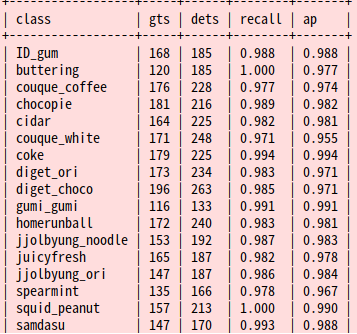 +-----------------+------+------+--------+-------+
| class           | gts | dets | recall | ap    |
+-----------------+------+------+--------+-------+
| ID_gum          | 168 | 185  | 0.988  | 0.988 |
| buttering       | 120 | 185  | 1.000  | 0.977 |
| couque_coffee   | 176 | 228  | 0.977  | 0.974 |
| chocopie        | 181 | 216  | 0.989  | 0.982 |
| cidar           | 164 | 225  | 0.982  | 0.981 |
| couque_white    | 171 | 248  | 0.971  | 0.955 |
| coke            | 179 | 225  | 0.994  | 0.994 |
| diget_ori       | 173 | 234  | 0.983  | 0.971 |
| diget_choco     | 196 | 263  | 0.985  | 0.971 |
| gumi_gumi       | 116 | 133  | 0.991  | 0.991 |
| homerunball     | 172 | 240  | 0.983  | 0.981 |
| jjolbyung_noodle | 153 | 192  | 0.987  | 0.983 |
| juicyfresh      | 165 | 187  | 0.982  | 0.978 |
| jjolbyung_ori   | 147 | 187  | 0.986  | 0.984 |
| spearmint       | 135 | 166  | 0.978  | 0.967 |
| squid_peanut    | 157 | 213  | 1.000  | 0.990 |
| samdasu         | 147 | 170  | 0.993  | 0.988 |